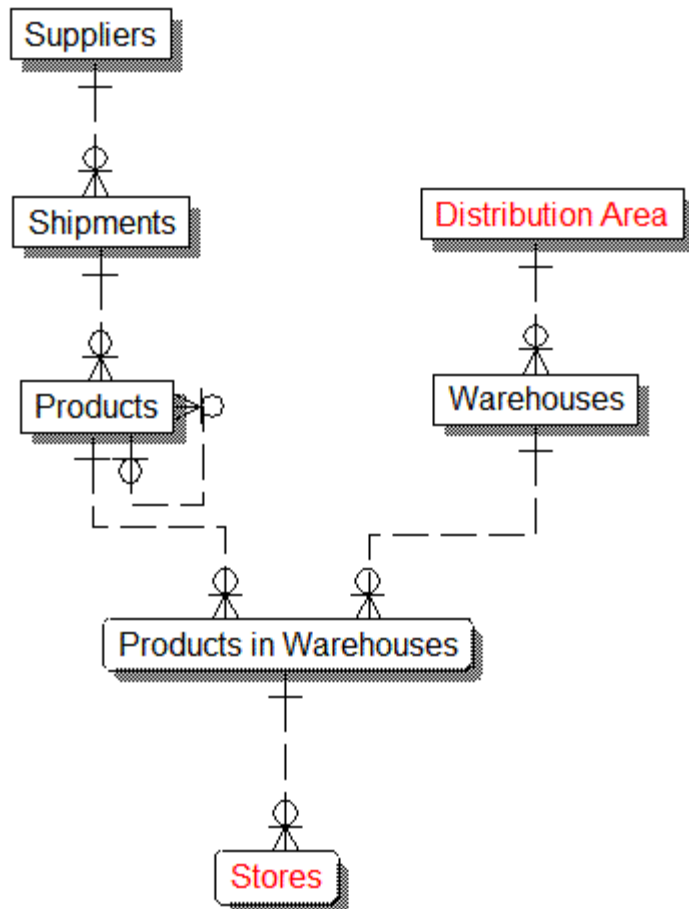 Suppliers
Shipments
Distribution Area
Products
Warehouses
Products in Warehouses
Stores